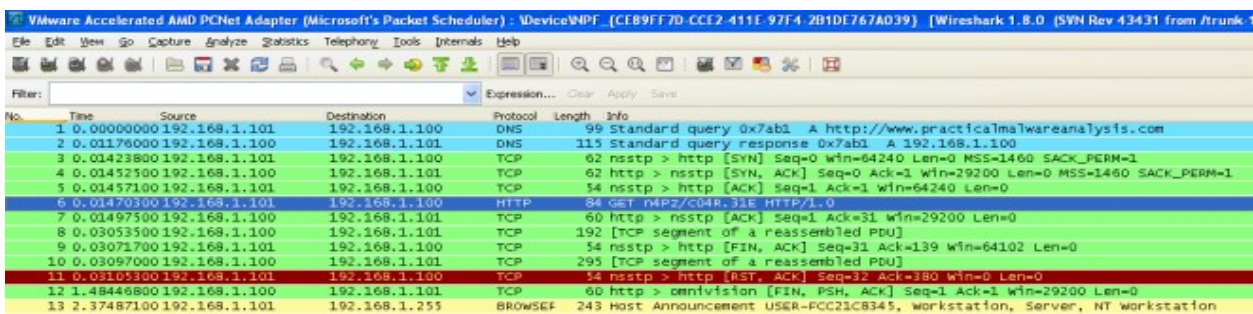 VMware Accelerated AMD PCNet Adapter (Microsoft's Packet Scheduler) : \Device\NPF_{CE89FF7D-CCE2-411E-97F4-2B1DE767A039} [Wireshark 1.8.0 (SVN Rev 43431 from /trunk-1
File Edit View Go Capture Analyze Statistics Telephony Tools Internals Help
Filter: Expression... Clear Apply Save
No. Time Source Destination Protocol Length Info
1 0.00000000 192.168.1.101 192.168.1.100 DNS 99 Standard query 0x7ab1 A http://www.practicalmalwareanalysis.com
2 0.01176000 192.168.1.100 192.168.1.101 DNS 115 Standard query response 0x7ab1 A 192.168.1.100
3 0.01423800 192.168.1.101 192.168.1.100 TCP 62 nsstp > http [SYN] Seq=0 Win=64240 Len=0 MSS=1460 SACK_PERM=1
4 0.01452500 192.168.1.100 192.168.1.101 TCP 62 http > nsstp [SYN, ACK] Seq=0 Ack=1 Win=29200 Len=0 MSS=1460 SACK_PERM=1
5 0.01457100 192.168.1.101 192.168.1.100 TCP 54 nsstp > http [ACK] Seq=1 Ack=1 Win=64240 Len=0
6 0.01470300 192.168.1.101 192.168.1.100 HTTP 84 GET n4Pz/C04R.31E HTTP/1.0
7 0.01497500 192.168.1.100 192.168.1.101 TCP 60 http > nsstp [ACK] Seq=1 Ack=31 Win=29200 Len=0
8 0.03053500 192.168.1.100 192.168.1.101 TCP 192 [TCP segment of a reassembled PDU]
9 0.03071700 192.168.1.101 192.168.1.100 TCP 54 nsstp > http [FIN, ACK] Seq=31 Ack=139 Win=64102 Len=0
10 0.03097000 192.168.1.100 192.168.1.101 TCP 295 [TCP segment of a reassembled PDU]
11 0.03105300 192.168.1.101 192.168.1.100 TCP 54 nsstp > http [RST, ACK] Seq=32 Ack=380 Win=0 Len=0
12 1.48446800 192.168.1.100 192.168.1.101 TCP 60 http > omnivision [FIN, PSH, ACK] Seq=1 Ack=1 Win=29200 Len=0
13 2.37487100 192.168.1.101 192.168.1.255 BROWSEF 243 Host Announcement USER-FCC21C8345, Workstation, Server, NT Workstation